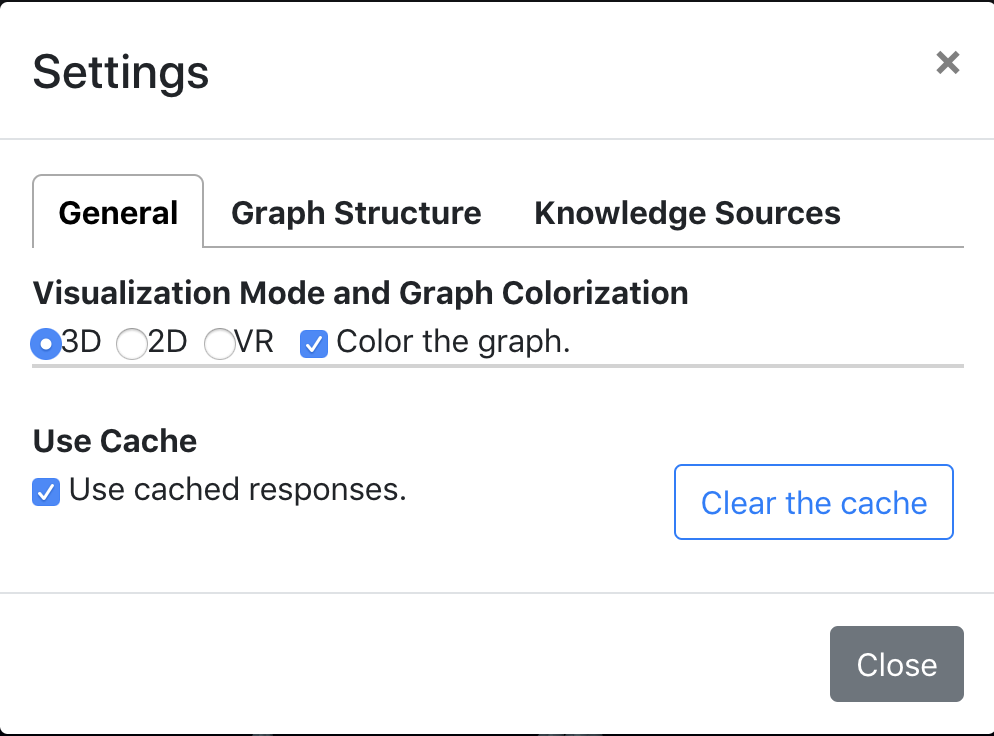 Settings
×
General Graph Structure Knowledge Sources
Visualization Mode and Graph Colorization
3D 2D VR Color the graph.
Use Cache
Use cached responses.
Clear the cache
Close